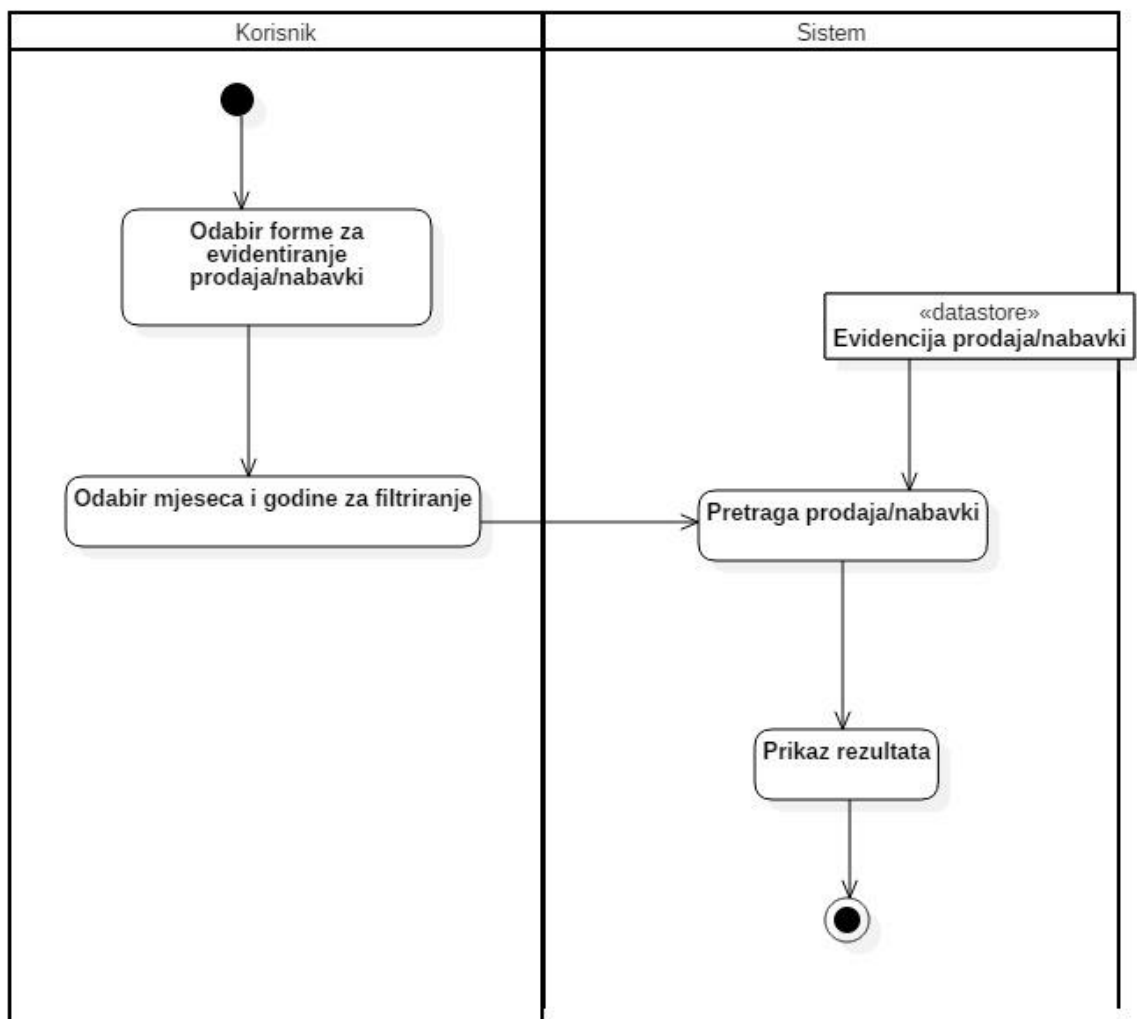 Korisnik
Sistem
Odabir forme za
evidentiranje
prodaja/nabavki
«datastore»
Evidencija prodaja/nabavki
Odabir mjeseca i godine za filtriranje
Pretraga prodaja/nabavki
Prikaz rezultata